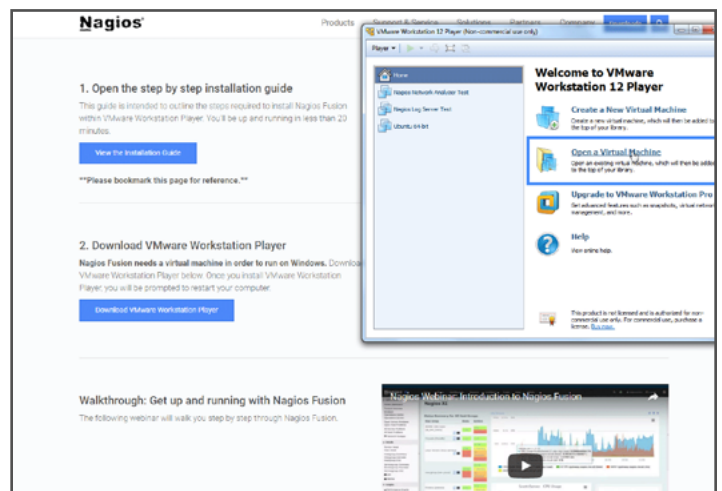 Nagios®
Products Support & Service Solutions Partners Company
1. Open the step by step installation guide
This guide is intended to outline the steps required to install Nagios Fusion
within VMware Workstation Player. You'll be up and running in less than 20
minutes.
View the Installation Guide
**Please bookmark this page for reference.**
2. Download VMware Workstation Player
Nagios Fusion needs a virtual machine in order to run on Windows. Download
VMware Workstation Player below. Once you install VMware Workstation
Player, you will be prompted to restart your computer.
Download VMware Workstation Player
Walkthrough: Get up and running with Nagios Fusion
The following webinar will walk you step by step through Nagios Fusion.
VMware Workstation 12 Player (Non-commercial use only)
Player
Home
Nagios Network Analyzer Test
Nagios Log Server Test
Ubuntu 64-bit
Welcome to VMware
Workstation 12 Player
Create a New Virtual Machine
Create a new virtual machine, which will then be added to
the top of your library.
Open a Virtual Machine
Open an existing virtual machine, which will then be added
to the top of your library.
Upgrade to VMware Workstation Pro
Get advanced features such as snapshots, virtual network
management, and more.
Help
View online help.
This product is not licensed and is authorized for non-
commercial use only. For commercial use, purchase a
license. Buy now.
Nagios Webinar: Introduction to Nagios Fusion